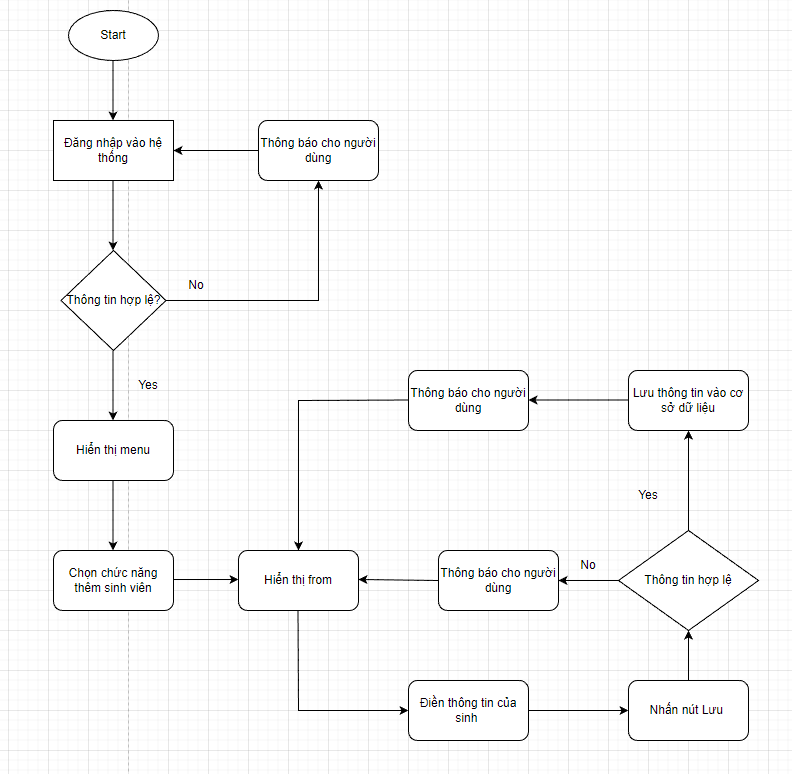 Start
Đăng nhập vào hệ
thống
Thông báo cho người
dùng
Thông tin hợp lệ?
No
Yes
Hiển thị menu
Chọn chức năng
thêm sinh viên
Hiển thị from
Thông báo cho người
dùng
Lưu thông tin vào cơ
sở dữ liệu
Yes
Thông báo cho người
dùng
No
Thông tin hợp lệ
Điền thông tin của
sinh
Nhấn nút Lưu